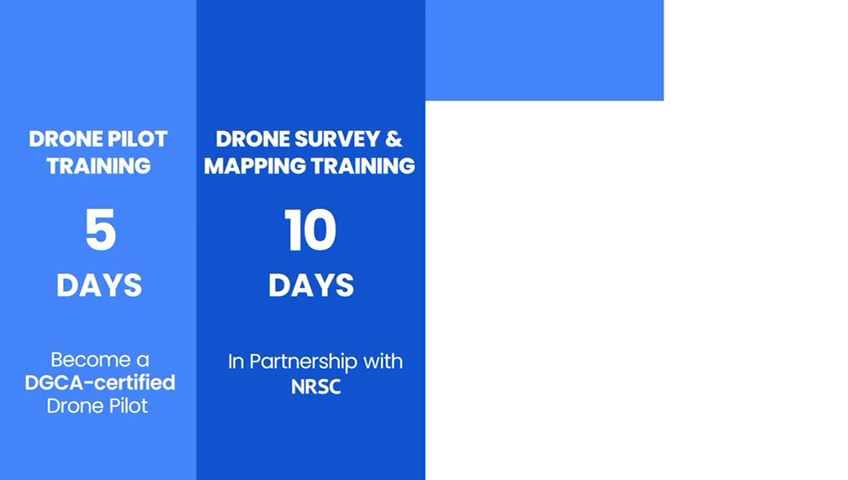 DRONE PILOT
TRAINING
5
DAYS
Become a
DGCA-certified
Drone Pilot
DRONE SURVEY &
MAPPING TRAINING
10
DAYS
In Partnership with
NRSC